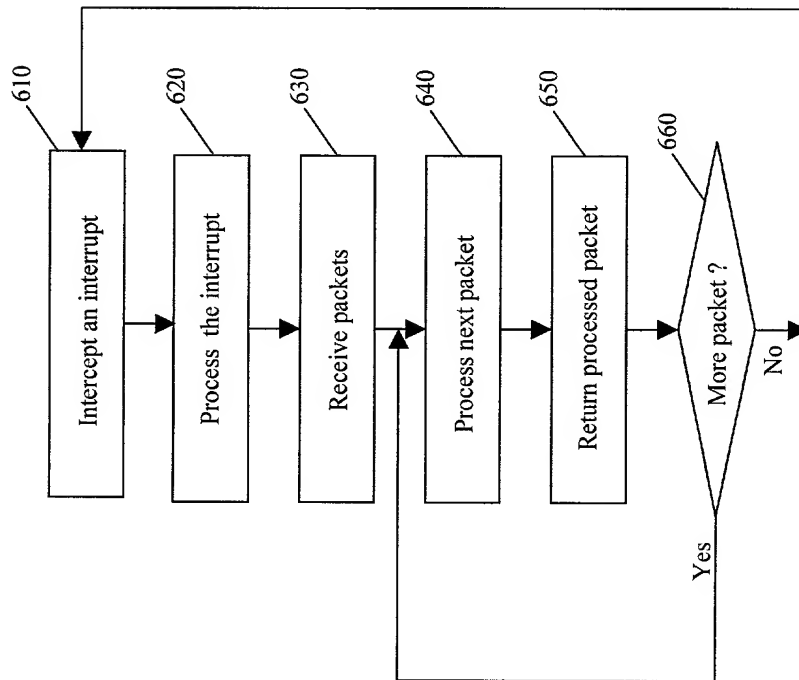 610
Intercept an interrupt
620
Process the interrupt
630
Receive packets
640
Process next packet
650
Return processed packet
660
More packet ?
Yes
No